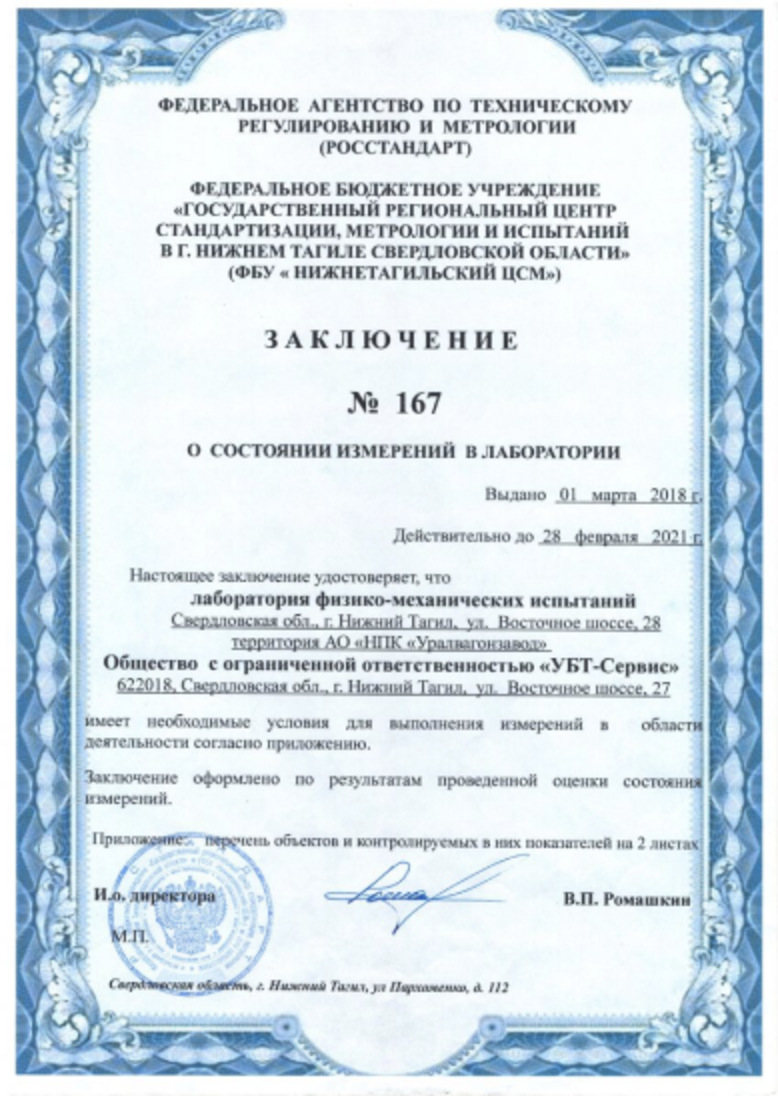 ФЕДЕРАЛЬНОЕ АГЕНТСТВО ПО ТЕХНИЧЕСКОМУ
РЕГУЛИРОВАНИЮ И МЕТРОЛОГИИ
(РОССТАНДАРТ)
ФЕДЕРАЛЬНОЕ БЮДЖЕТНОЕ УЧРЕЖДЕНИЕ
«ГОСУДАРСТВЕННЫЙ РЕГИОНАЛЬНЫЙ ЦЕНТР
СТАНДАРТИЗАЦИИ, МЕТРОЛОГИИ И ИСПЫТАНИЙ
В Г. НИЖНЕМ ТАГИЛЕ СВЕРДЛОВСКОЙ ОБЛАСТИ»
(ФБУ « НИЖНЕТАГИЛЬСКИЙ ЦСМ»)
ЗАКЛЮЧЕНИЕ
№ 167
О СОСТОЯНИИ ИЗМЕРЕНИЙ В ЛАБОРАТОРИИ
Выдано 01 марта 2018 г.
Действительно до 28 февраля 2021 г.
Настоящее заключение удостоверяет, что
лаборатория физико-механических испытаний
Свердловская обл., г. Нижний Тагил, ул. Восточное шоссе, 28
территория АО «НПК «Уралвагонзавод»
Общество с ограниченной ответственностью «УБТ-Сервис»
622018, Свердловская обл., г. Нижний Тагил, ул. Восточное шоссе, 27
имеет необходимые условия для выполнения измерений в области
деятельности согласно приложению.
Заключение оформлено по результатам проведенной оценки состояния
измерений.
Приложение: перечень объектов и контролируемых в них показателей на 2 листах
И.о. директора В.П. Ромашкин
М.П.
Свердловская область, г. Нижний Тагил, ул Пархоменко, д. 112